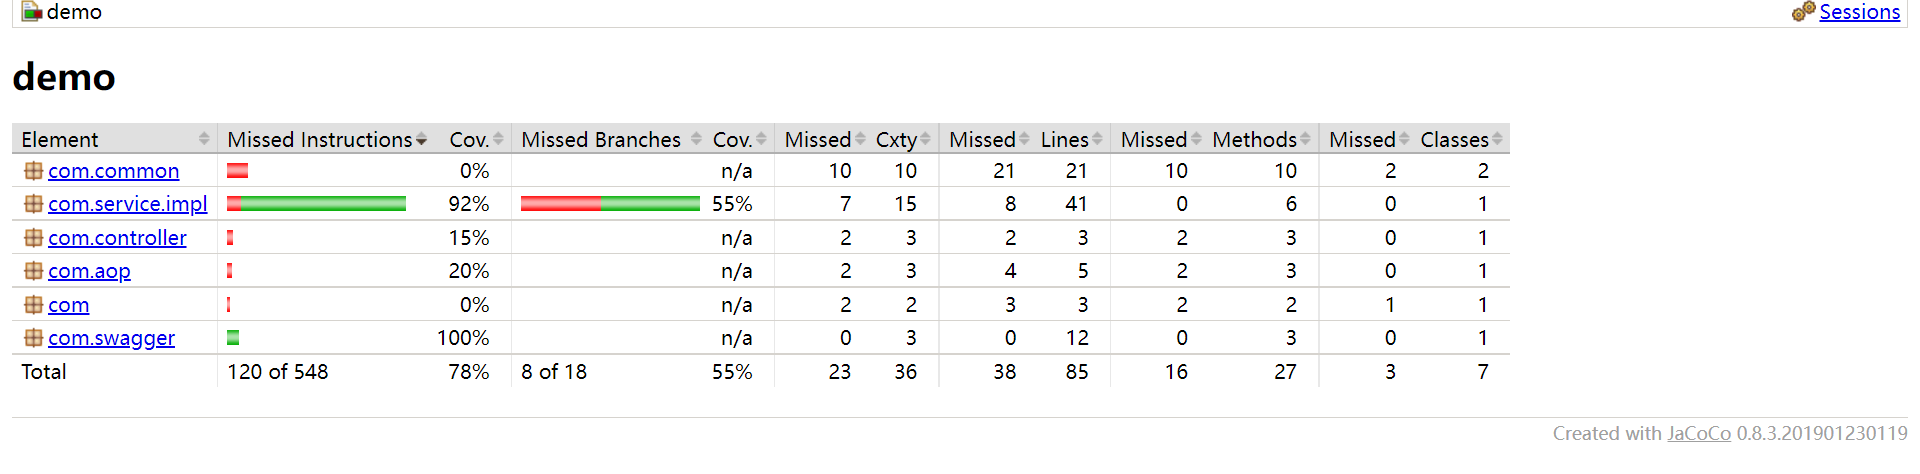 demo Sessions
demo
Element Missed Instructions Cov. Missed Branches Cov. Missed Cxty Missed Lines Missed Methods Missed Classes
com.common 0% n/a 10 10 21 21 10 10 2 2
com.service.impl 92% 55% 7 15 8 41 0 6 0 1
com.controller 15% n/a 2 3 2 3 2 3 0 1
com.aop 20% n/a 2 3 4 5 2 3 0 1
com 0% n/a 2 2 3 3 2 2 1 1
com.swagger 100% n/a 0 3 0 12 0 3 0 1
Total 120 of 548 78% 8 of 18 55% 23 36 38 85 16 27 3 7
Created with JaCoCo 0.8.3.201901230119